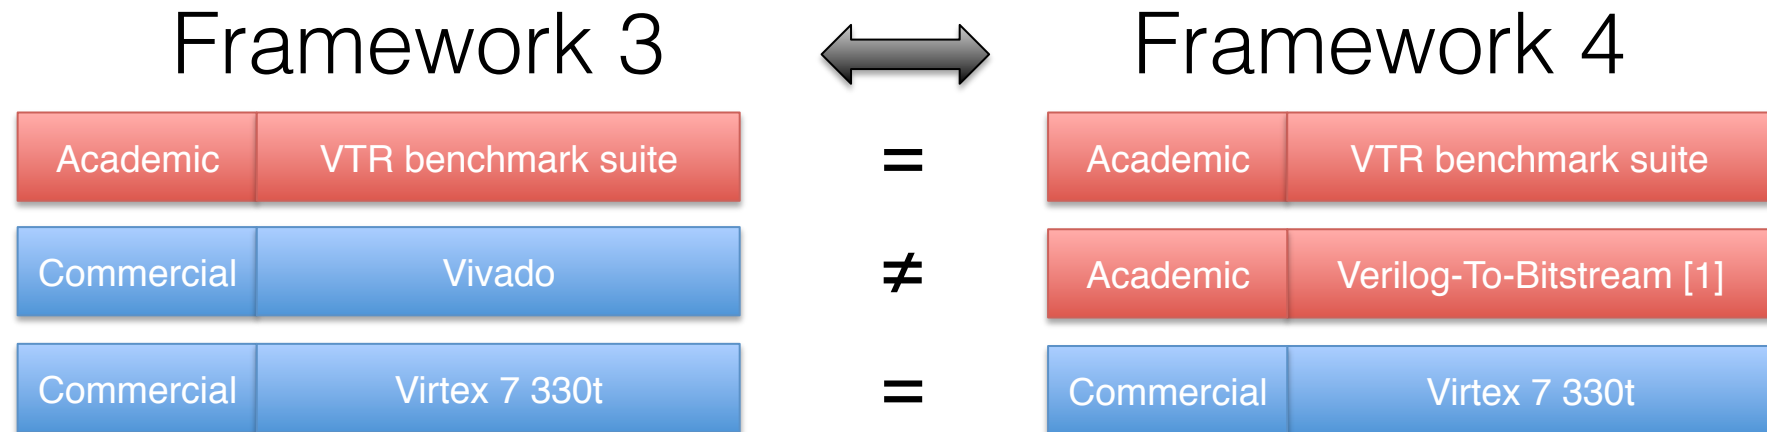 Framework 3 Framework 4
Academic VTR benchmark suite = Academic VTR benchmark suite
Commercial Vivado ≠ Academic Verilog-To-Bitstream [1]
Commercial Virtex 7 330t = Commercial Virtex 7 330t